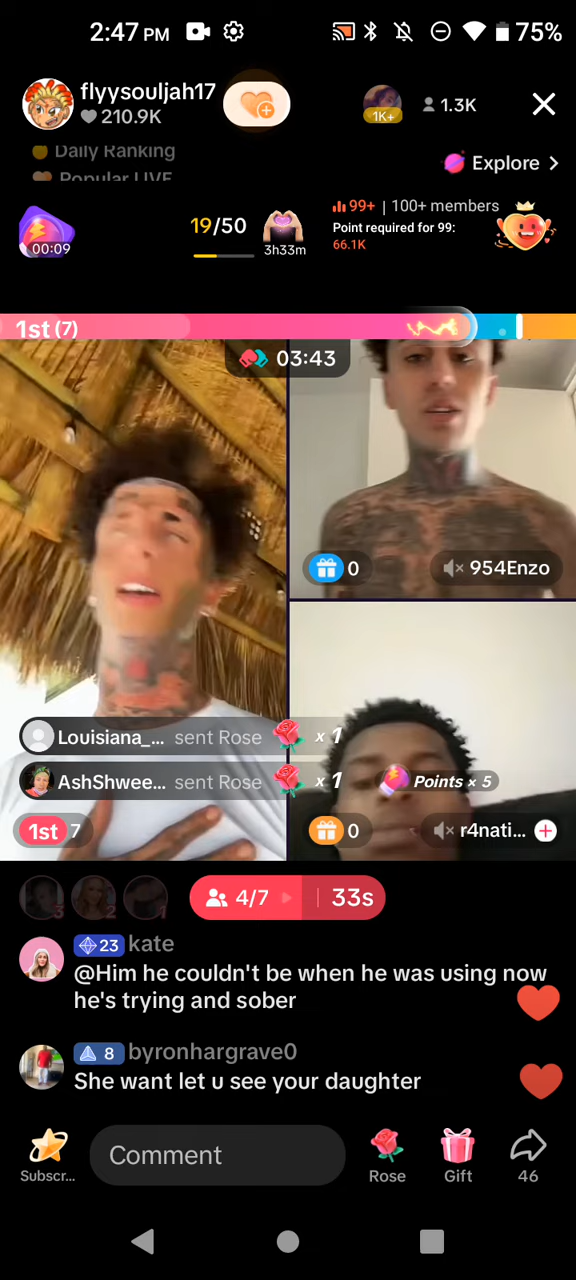 2:47 PM
75%
flyysouljah17
210.9K
1K+
1.3K
Daily Ranking
Popular LIVE
Explore >
00:09
19/50
3h33m
99+ | 100+ members
Point required for 99:
66.1K
1st (7)
03:43
0
954Enzo
Louisiana_... sent Rose x 1
AshShwee... sent Rose x 1
Points × 5
1st 7
0
r4nati...
3
2
1
4/7
33s
23 kate
@Him he couldn't be when he was using now
he's trying and sober
8 byronhargrave0
She want let u see your daughter
Subscr...
Comment
Rose
Gift
46